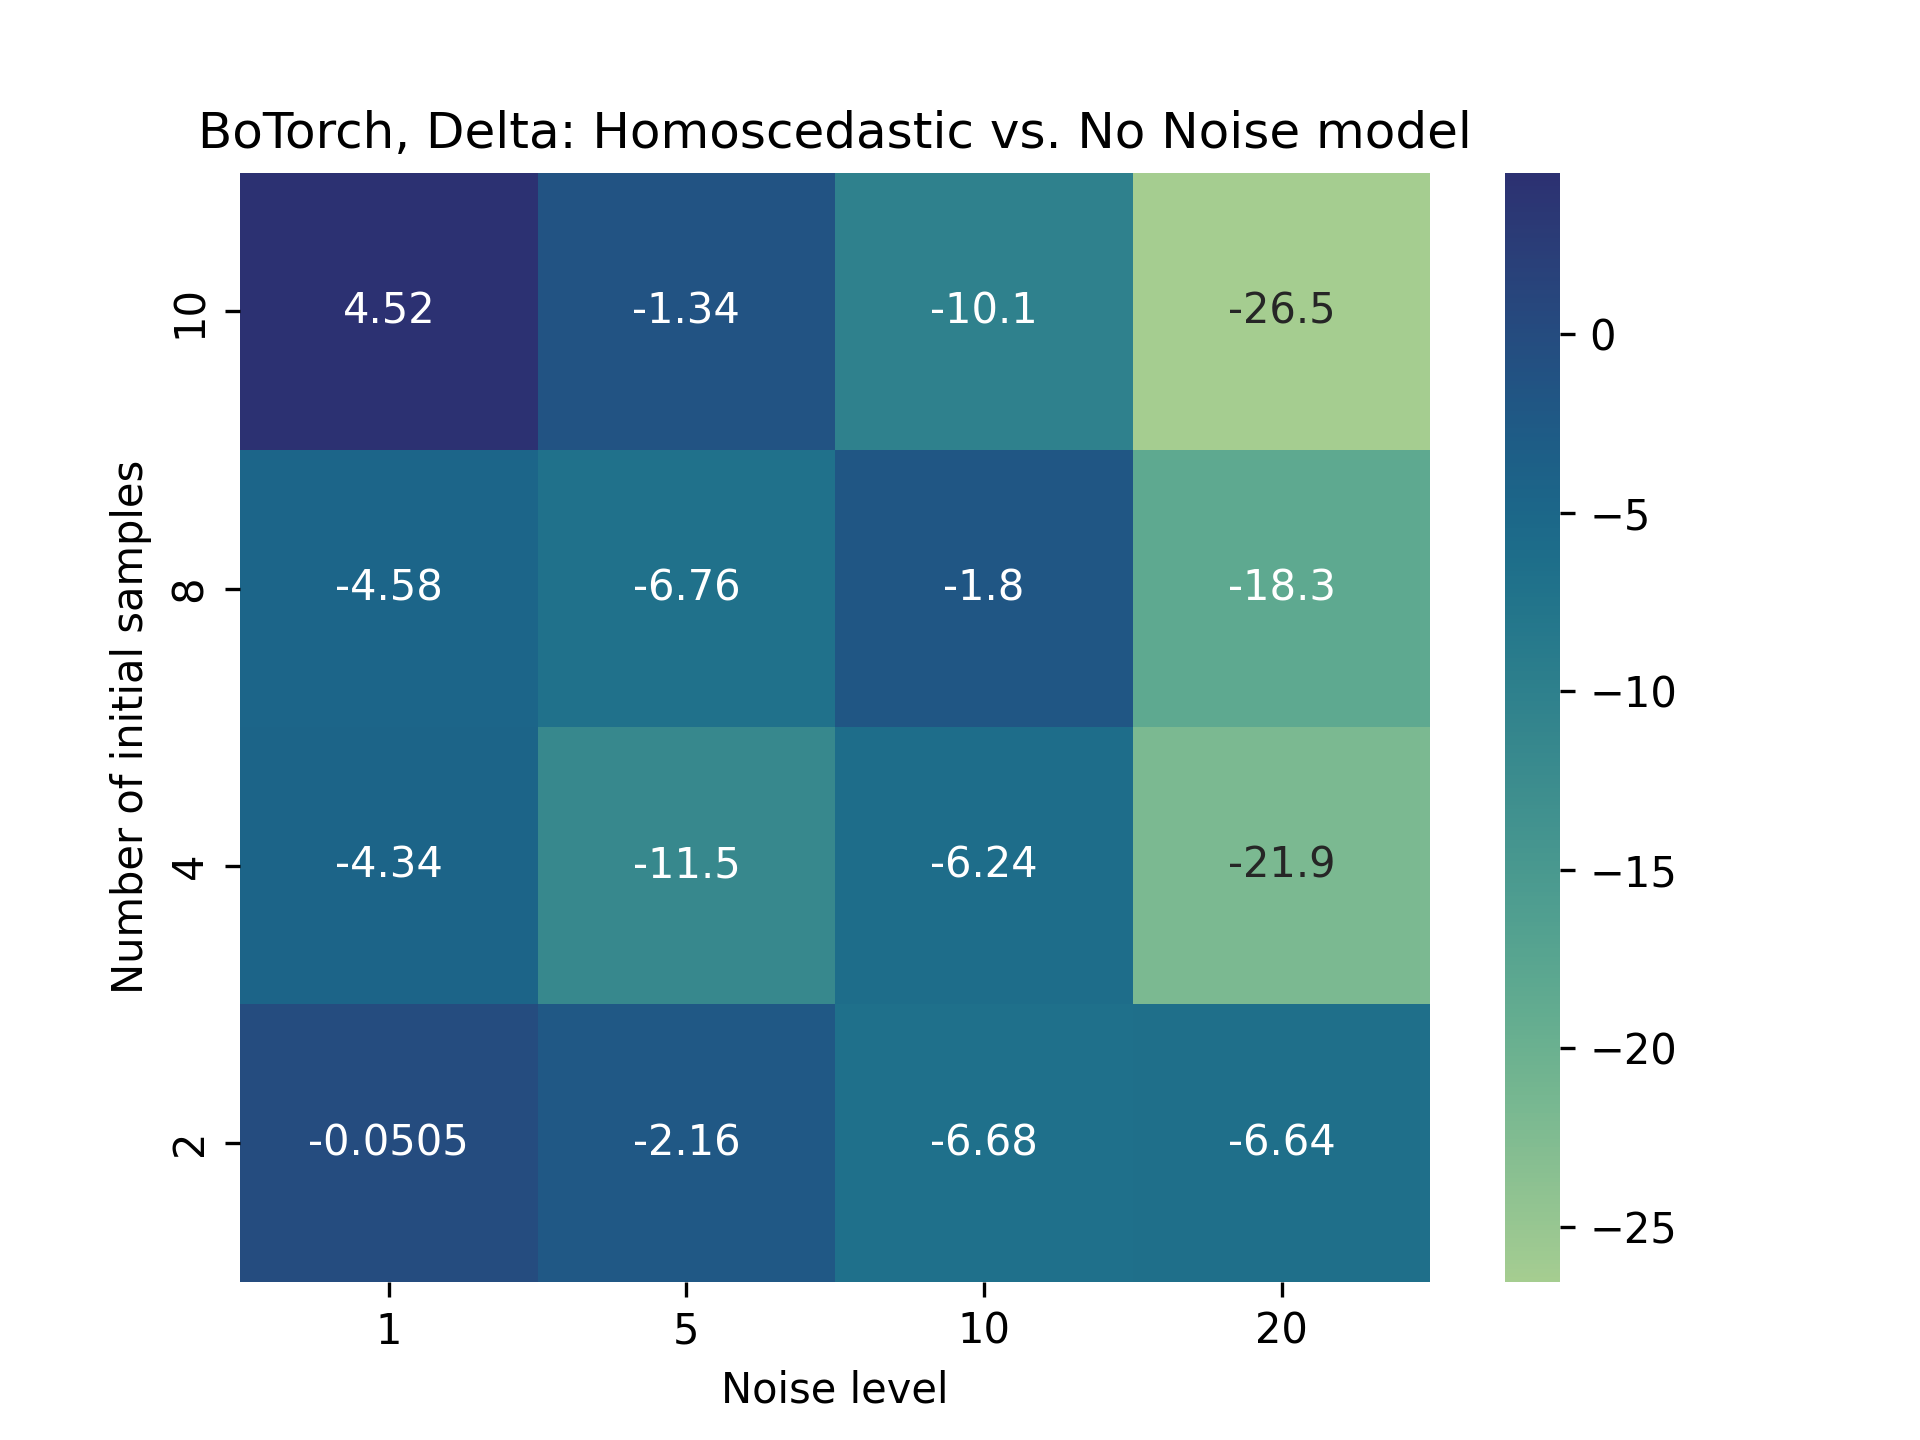 BoTorch, Delta: Homoscedastic vs. No Noise model
Number of initial samples
10
4.52 -1.34 -10.1 -26.5
8
-4.58 -6.76 -1.8 -18.3
4
-4.34 -11.5 -6.24 -21.9
2
-0.0505 -2.16 -6.68 -6.64
1 5 10 20
Noise level
0
−5
−10
−15
−20
−25